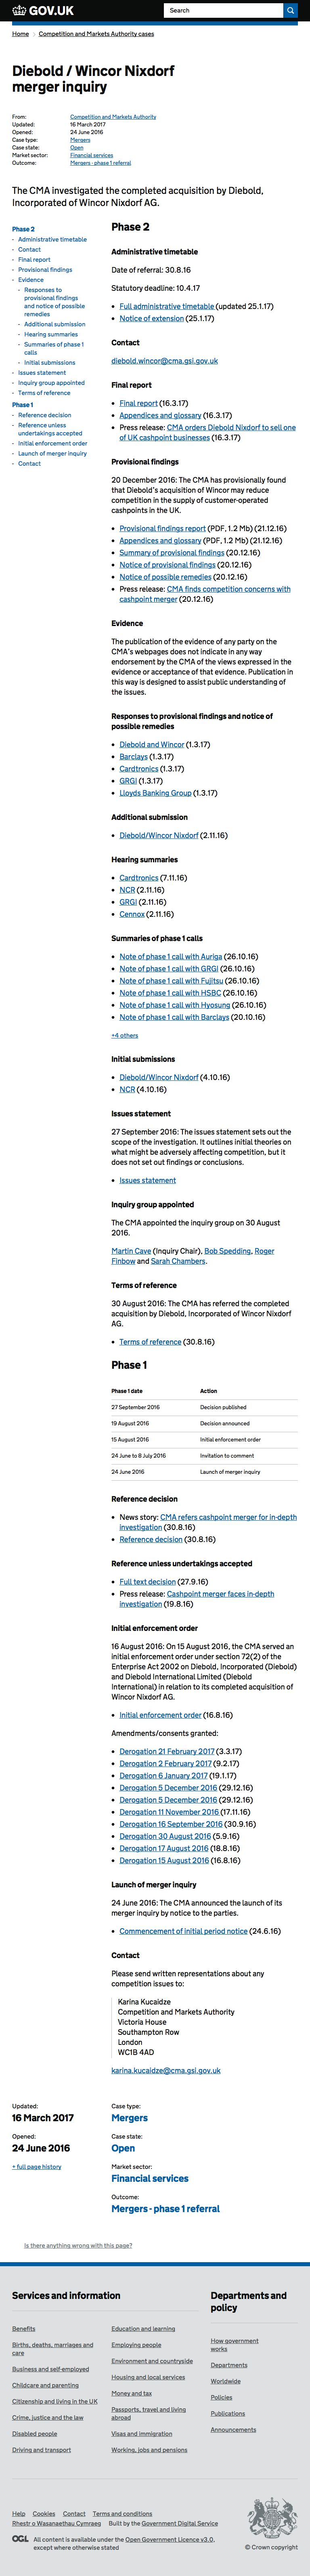 GOV.UK
Search
Home
Competition and Markets Authority cases
Diebold / Wincor Nixdorf
merger inquiry
From: Competition and Markets Authority
Updated: 16 March 2017
Opened: 24 June 2016
Case type: Mergers
Case state: Open
Market sector: Financial services
Outcome: Mergers - phase 1 referral
The CMA investigated the completed acquisition by Diebold,
Incorporated of Wincor Nixdorf AG.
Phase 2
Administrative timetable
Contact
Final report
Provisional findings
Evidence
Responses to
provisional findings
and notice of possible
remedies
Additional submission
Hearing summaries
Summaries of phase 1
calls
Initial submissions
Issues statement
Inquiry group appointed
Terms of reference
Phase 1
Reference decision
Reference unless
undertakings accepted
Initial enforcement order
Launch of merger inquiry
Contact
Phase 2
Administrative timetable
Date of referral: 30.8.16
Statutory deadline: 10.4.17
Full administrative timetable (updated 25.1.17)
Notice of extension (25.1.17)
Contact
diebold.wincor@cma.gsi.gov.uk
Final report
Final report (16.3.17)
Appendices and glossary (16.3.17)
Press release: CMA orders Diebold Nixdorf to sell one
of UK cashpoint businesses (16.3.17)
Provisional findings
20 December 2016: The CMA has provisionally found
that Diebold's acquisition of Wincor may reduce
competition in the supply of customer-operated
cashpoints in the UK.
Provisional findings report (PDF, 1.2 Mb) (21.12.16)
Appendices and glossary (PDF, 1.2 Mb) (21.12.16)
Summary of provisional findings (20.12.16)
Notice of provisional findings (20.12.16)
Notice of possible remedies (20.12.16)
Press release: CMA finds competition concerns with
cashpoint merger (20.12.16)
Evidence
The publication of the evidence of any party on the
CMA's webpages does not indicate in any way
endorsement by the CMA of the views expressed in the
evidence or acceptance of that evidence. Publication in
this way is designed to assist public understanding of
the issues.
Responses to provisional findings and notice of
possible remedies
Diebold and Wincor (1.3.17)
Barclays (1.3.17)
Cardtronics (1.3.17)
GRGI (1.3.17)
Lloyds Banking Group (1.3.17)
Additional submission
Diebold/Wincor Nixdorf (2.11.16)
Hearing summaries
Cardtronics (7.11.16)
NCR (2.11.16)
GRGI (2.11.16)
Cennox (2.11.16)
Summaries of phase 1 calls
Note of phase 1 call with Auriga (26.10.16)
Note of phase 1 call with GRGI (26.10.16)
Note of phase 1 call with Fujitsu (26.10.16)
Note of phase 1 call with HSBC (26.10.16)
Note of phase 1 call with Hyosung (26.10.16)
Note of phase 1 call with Barclays (20.10.16)
+4 others
Initial submissions
Diebold/Wincor Nixdorf (4.10.16)
NCR (4.10.16)
Issues statement
27 September 2016: The issues statement sets out the
scope of the investigation. It outlines initial theories on
what might be adversely affecting competition, but it
does not set out findings or conclusions.
Issues statement
Inquiry group appointed
The CMA appointed the inquiry group on 30 August
2016.
Martin Cave (Inquiry Chair), Bob Spedding, Roger
Finbow and Sarah Chambers.
Terms of reference
30 August 2016: The CMA has referred the completed
acquisition by Diebold, Incorporated of Wincor Nixdorf
AG.
Terms of reference (30.8.16)
Phase 1
Phase 1 date Action
27 September 2016 Decision published
19 August 2016 Decision announced
15 August 2016 Initial enforcement order
24 June to 8 July 2016 Invitation to comment
24 June 2016 Launch of merger inquiry
Reference decision
News story: CMA refers cashpoint merger for in-depth
investigation (30.8.16)
Reference decision (30.8.16)
Reference unless undertakings accepted
Full text decision (27.9.16)
Press release: Cashpoint merger faces in-depth
investigation (19.8.16)
Initial enforcement order
16 August 2016: On 15 August 2016, the CMA served an
initial enforcement order under section 72(2) of the
Enterprise Act 2002 on Diebold, Incorporated (Diebold)
and Diebold International Limited (Diebold
International) in relation to its completed acquisition of
Wincor Nixdorf AG.
Initial enforcement order (16.8.16)
Amendments/consents granted:
Derogation 21 February 2017 (3.3.17)
Derogation 2 February 2017 (9.2.17)
Derogation 6 January 2017 (19.1.17)
Derogation 5 December 2016 (29.12.16)
Derogation 5 December 2016 (29.12.16)
Derogation 11 November 2016 (17.11.16)
Derogation 16 September 2016 (30.9.16)
Derogation 30 August 2016 (5.9.16)
Derogation 17 August 2016 (18.8.16)
Derogation 15 August 2016 (16.8.16)
Launch of merger inquiry
24 June 2016: The CMA announced the launch of its
merger inquiry by notice to the parties.
Commencement of initial period notice (24.6.16)
Contact
Please send written representations about any
competition issues to:
Karina Kucaidze
Competition and Markets Authority
Victoria House
Southampton Row
London
WC1B 4AD
karina.kucaidze@cma.gsi.gov.uk
Updated:
16 March 2017
Opened:
24 June 2016
+ full page history
Case type:
Mergers
Case state:
Open
Market sector:
Financial services
Outcome:
Mergers - phase 1 referral
Is there anything wrong with this page?
Services and information
Benefits
Births, deaths, marriages and
care
Business and self-employed
Childcare and parenting
Citizenship and living in the UK
Crime, justice and the law
Disabled people
Driving and transport
Education and learning
Employing people
Environment and countryside
Housing and local services
Money and tax
Passports, travel and living
abroad
Visas and immigration
Working, jobs and pensions
Departments and
policy
How government
works
Departments
Worldwide
Policies
Publications
Announcements
Help Cookies Contact Terms and conditions
Rhestr o Wasanaethau Cymraeg Built by the Government Digital Service
OGL All content is available under the Open Government Licence v3.0,
except where otherwise stated
© Crown copyright